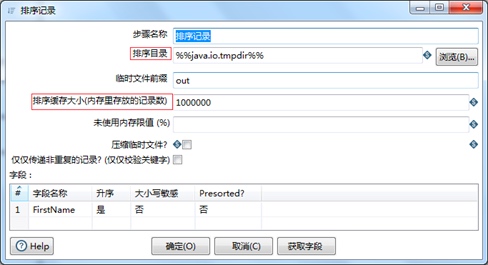 排序记录
步骤名称 排序记录
排序目录 %%java.io.tmpdir%% 浏览(B)...
临时文件前缀 out
排序缓存大小(内存里存放的记录数) 1000000
未使用内存限值 (%)
压缩临时文件?
仅仅传递非重复的记录? (仅仅校验关键字)
字段:
# 字段名称 升序 大小写敏感 Presorted?
1 FirstName 是 否 否
Help 确定(O) 取消(C) 获取字段